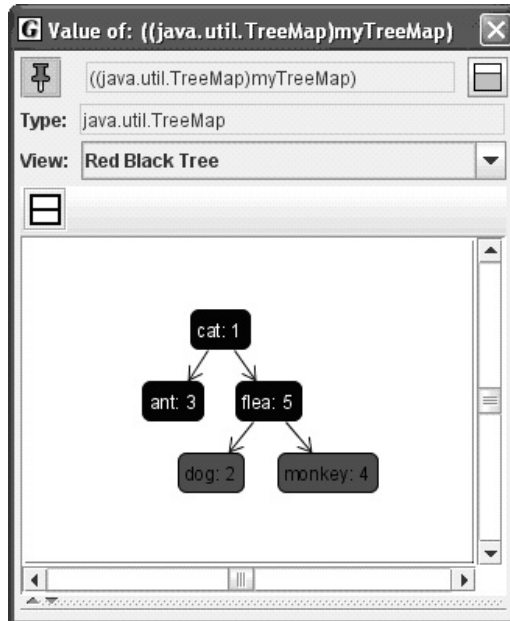 G Value of: ((java.util.TreeMap)myTreeMap)
((java.util.TreeMap)myTreeMap)
Type: java.util.TreeMap
View: Red Black Tree
cat: 1
ant: 3 flea: 5
dog: 2 monkey: 4